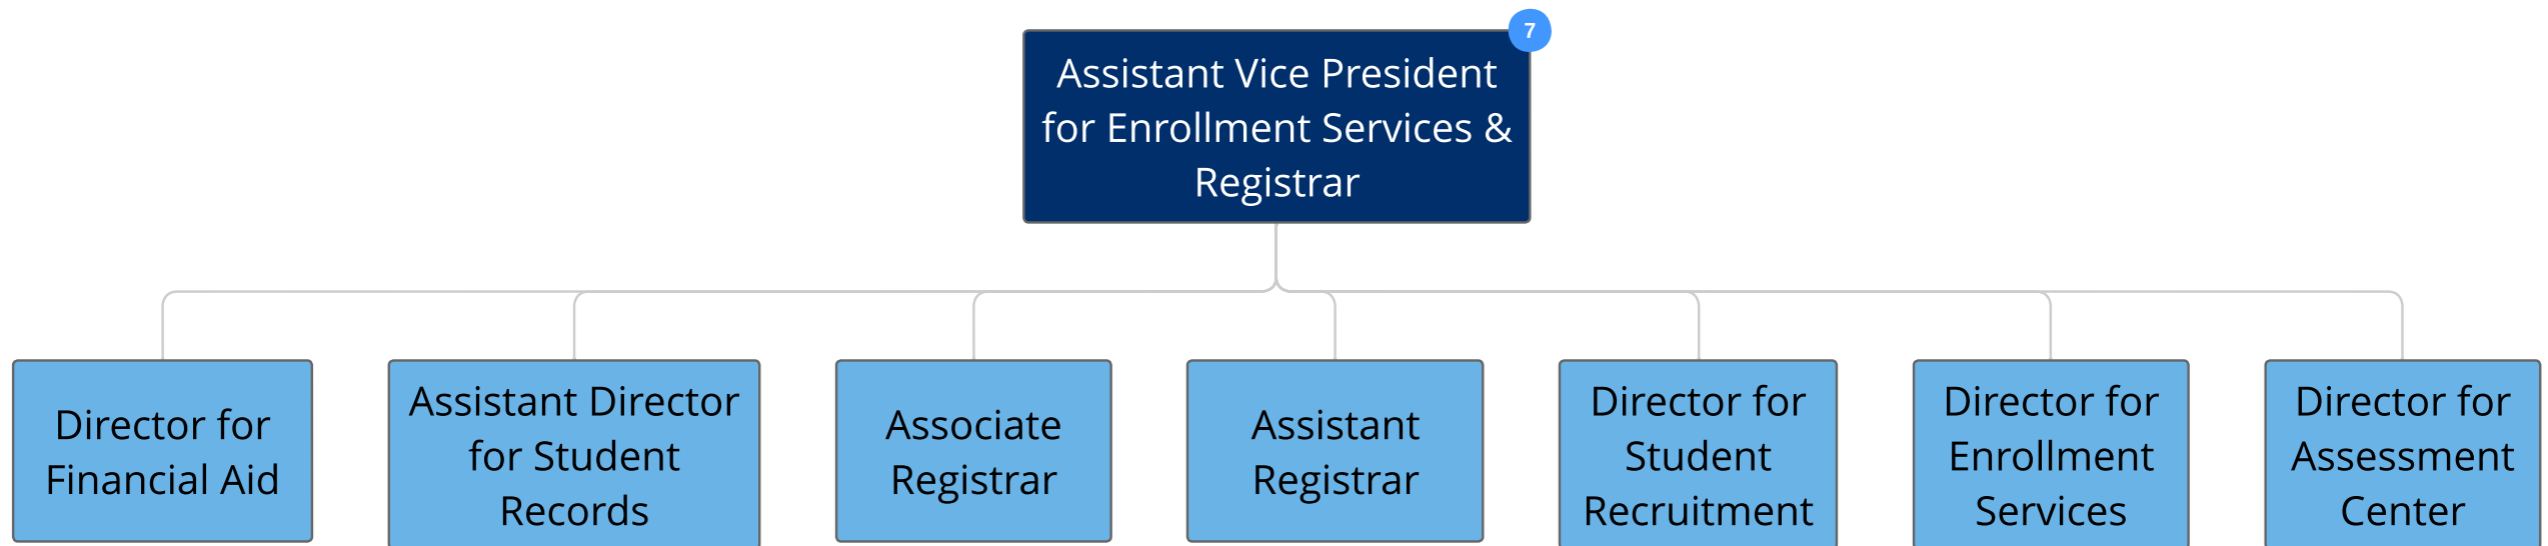 7
Assistant Vice President
for Enrollment Services &
Registrar
Director for
Financial Aid
Assistant Director
for Student
Records
Associate
Registrar
Assistant
Registrar
Director for
Student
Recruitment
Director for
Enrollment
Services
Director for
Assessment
Center